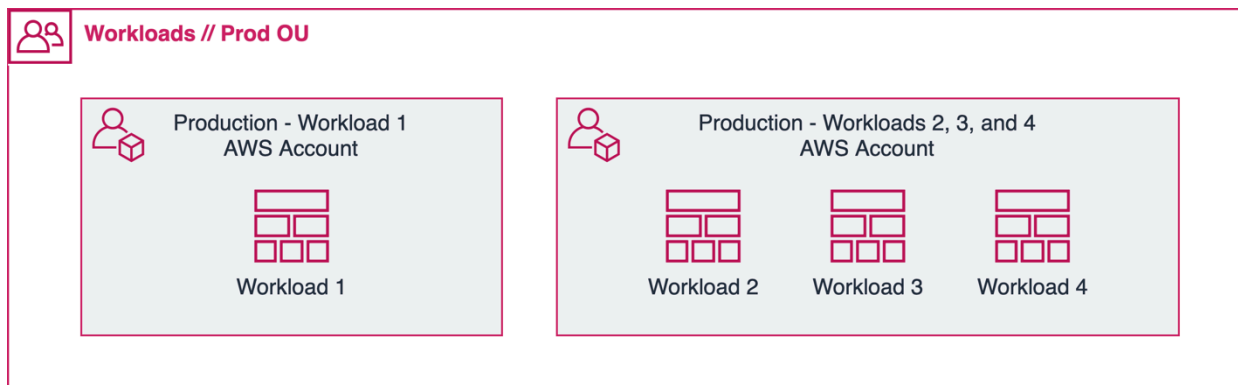 Workloads // Prod OU
Production - Workload 1
AWS Account
Workload 1
Production - Workloads 2, 3, and 4
AWS Account
Workload 2
Workload 3
Workload 4